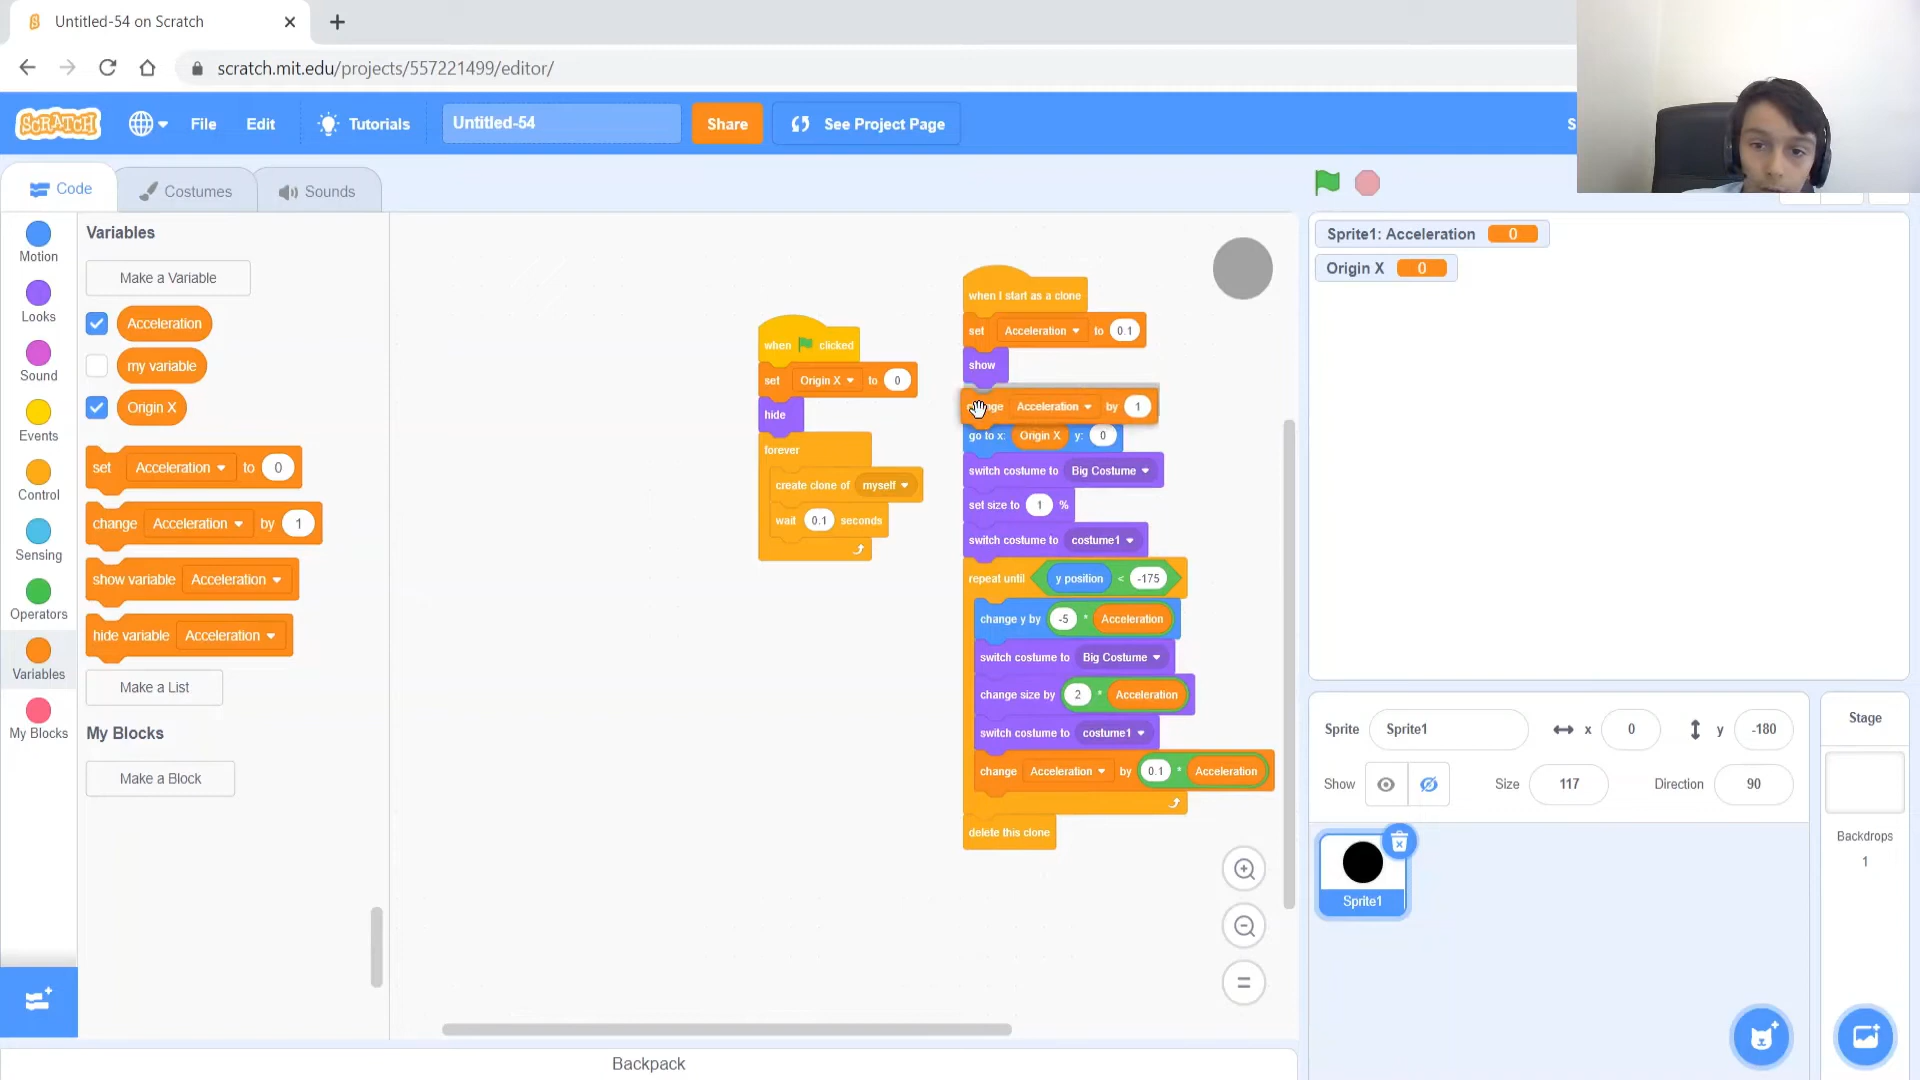 Untitled-54 on Scratch
scratch.mit.edu/projects/557221499/editor/
SCRATCH
File
Edit
Tutorials
Untitled-54
Share
See Project Page
S
Code
Costumes
Sounds
Motion
Looks
Sound
Events
Control
Sensing
Operators
Variables
My Blocks
Variables
Make a Variable
Acceleration
my variable
Origin X
set Acceleration to 0
change Acceleration by 1
show variable Acceleration
hide variable Acceleration
Make a List
My Blocks
Make a Block
when clicked
set Origin X to 0
hide
forever
create clone of myself
wait 0.1 seconds
when I start as a clone
set Acceleration to 0.1
show
Acceleration by 1
go to x: Origin X y: 0
switch costume to Big Costume
set size to 1 %
switch costume to costume1
repeat until y position < -175
change y by -5 * Acceleration
switch costume to Big Costume
change size by 2 * Acceleration
switch costume to costume1
change Acceleration by 0.1 * Acceleration
delete this clone
Backpack
Sprite1: Acceleration 0
Origin X 0
Sprite Sprite1 x 0 y -180
Show Size 117 Direction 90
Sprite1
Stage
Backdrops
1